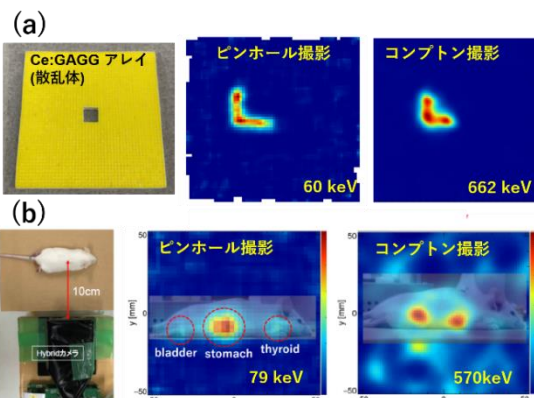 (a)
Ce:GAGG アレイ
(散乱体)
ピンホール撮影
60 keV
コンプトン撮影
662 keV
(b)
10cm
Hybridカメラ
50
y [mm]
0
−50
ピンホール撮影
bladder
stomach
thyroid
79 keV
50
y [mm]
0
−50
コンプトン撮影
570keV